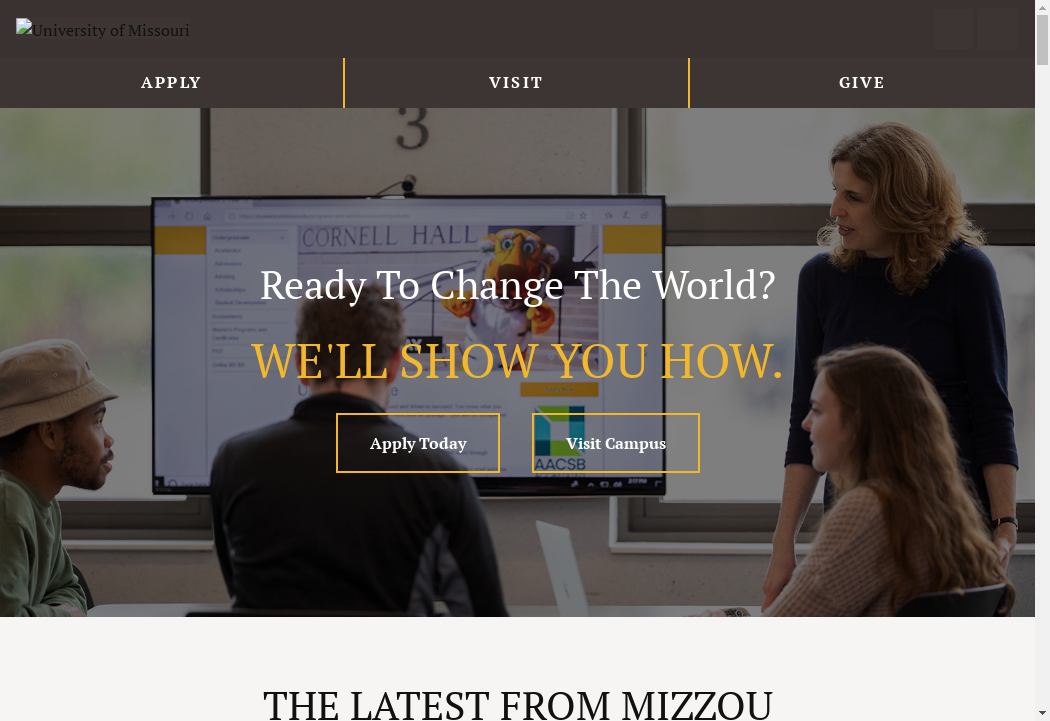 University of Missouri
APPLY
VISIT
GIVE
3
CORNELL HALL
Ready To Change The World?
WE'LL SHOW YOU HOW.
Apply Today
Visit Campus
AACSB
THE LATEST FROM MIZZOU